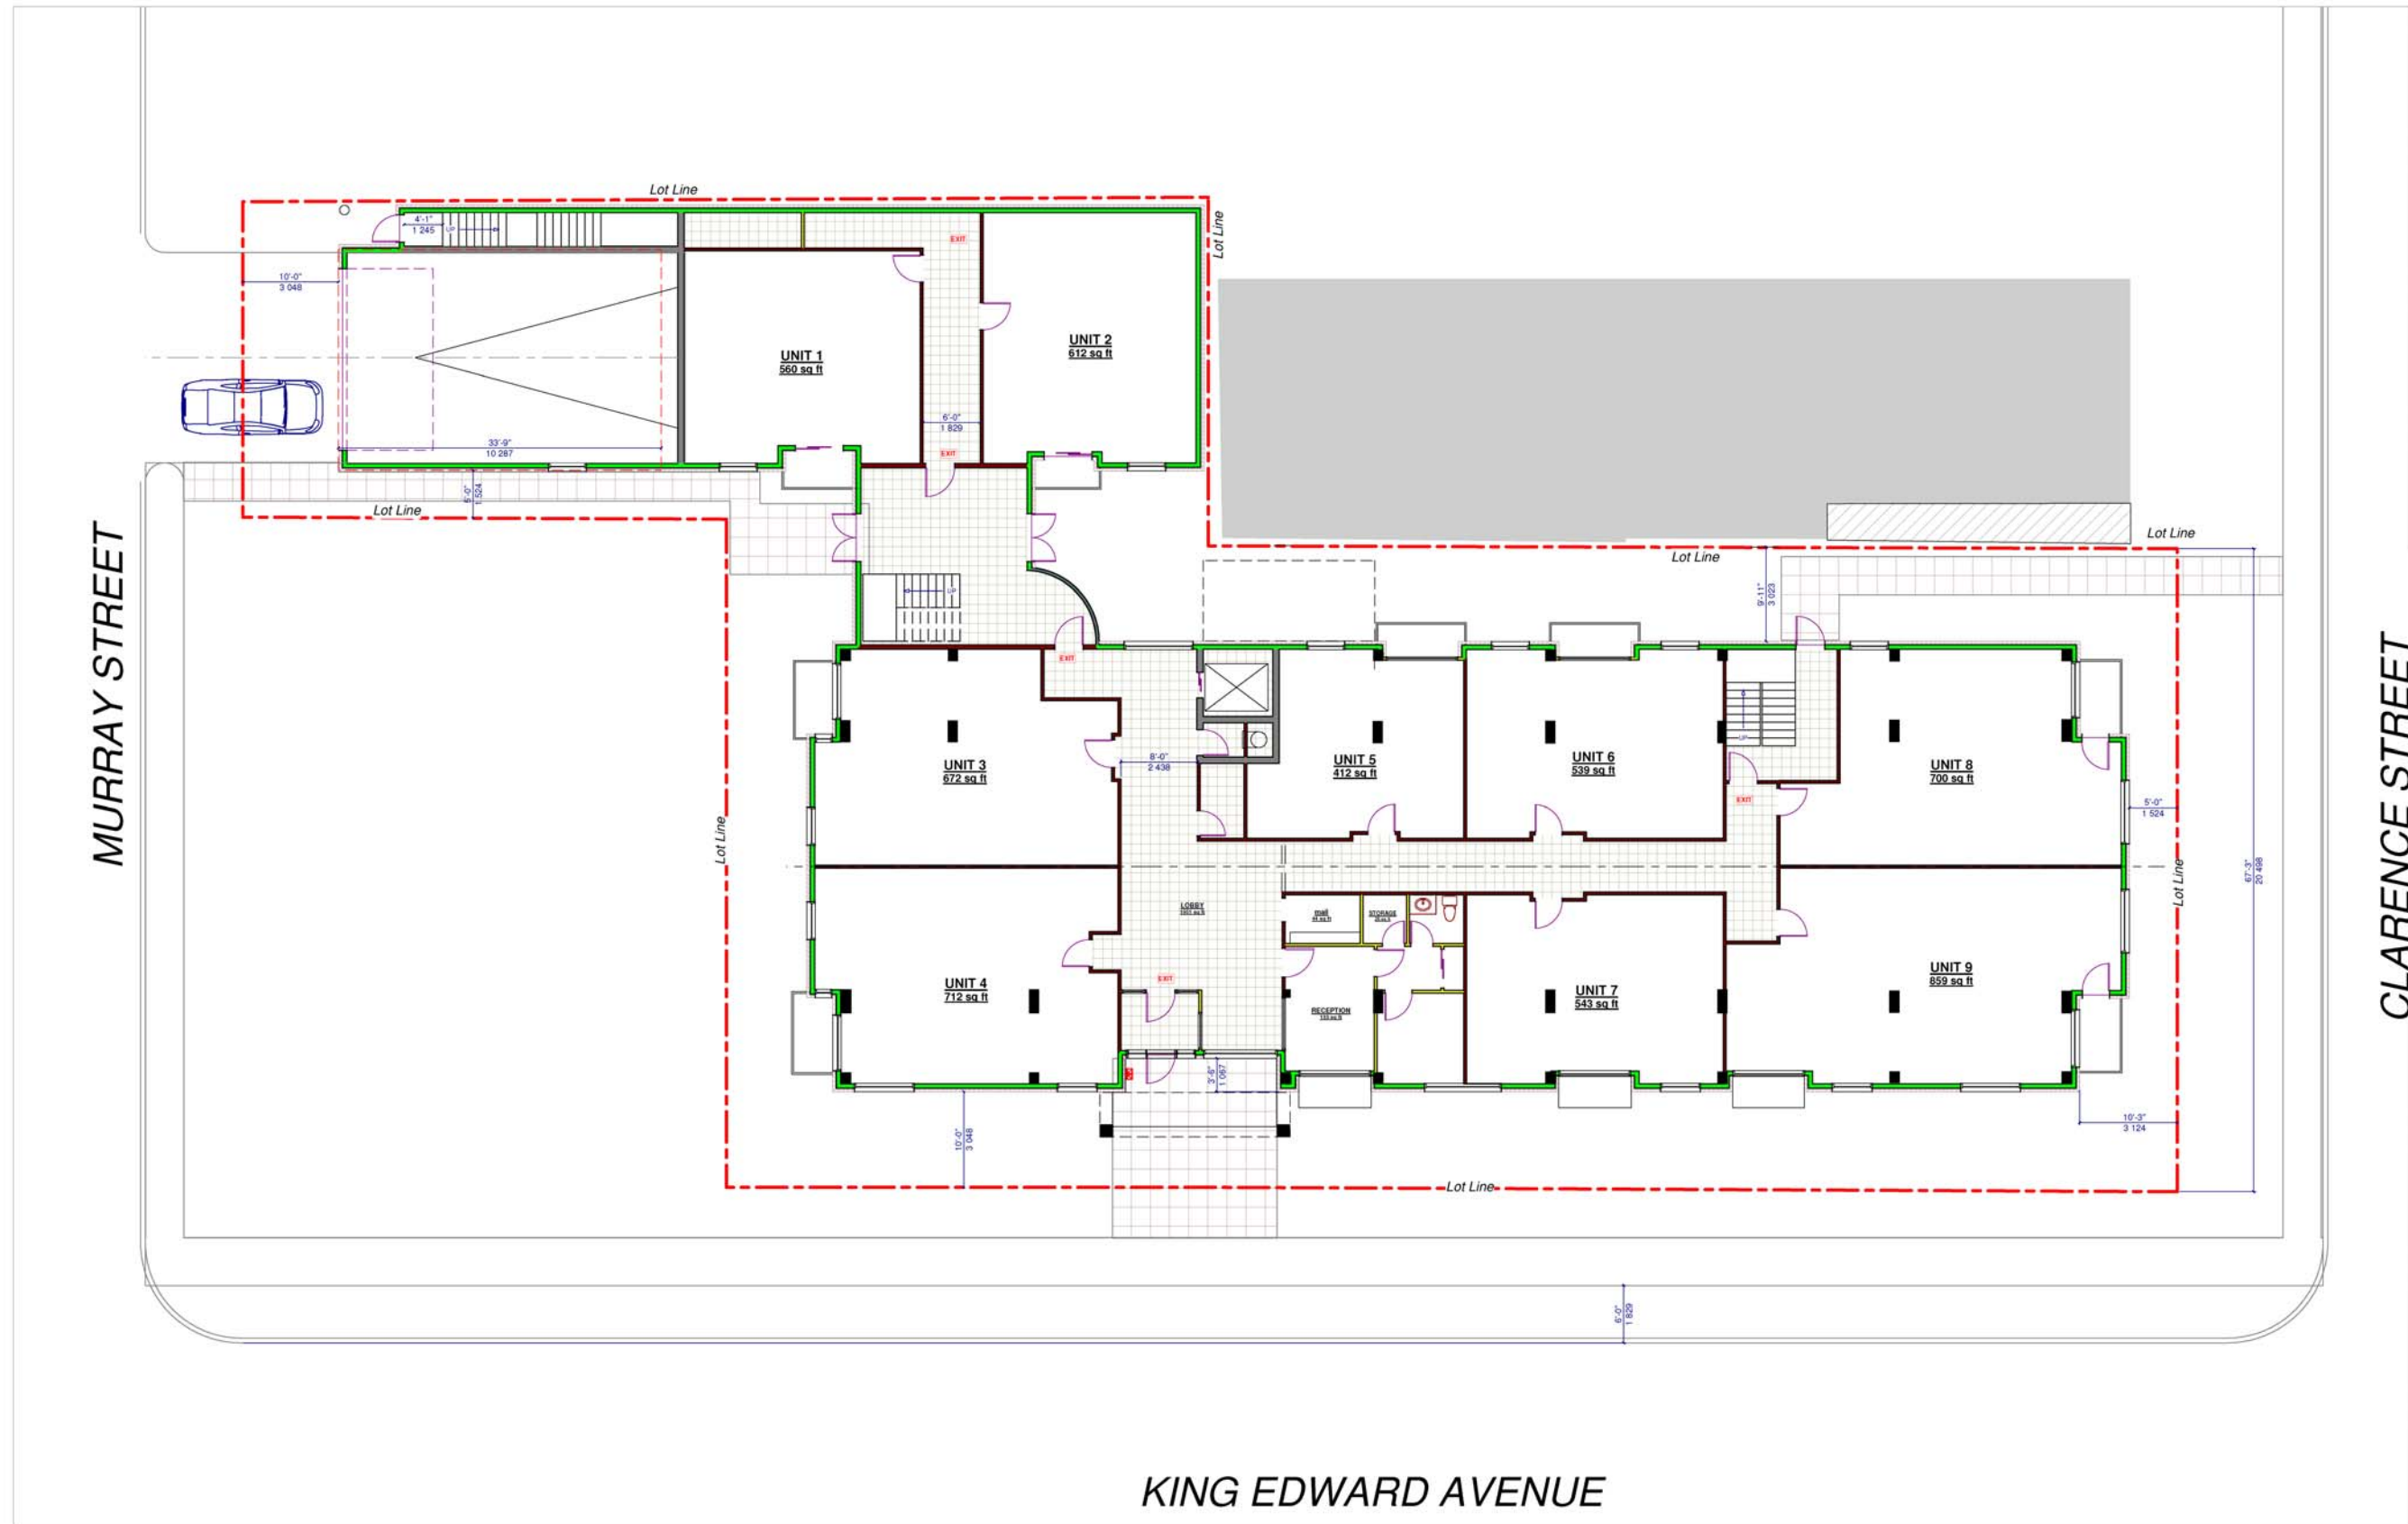 Lot Line
Lot Line
4'-1"
1 245
UP
EXIT
10'-0"
3 048
UNIT 1
560 sq ft
UNIT 2
612 sq ft
6'-0"
1 829
33'-9"
10 287
EXIT
5'-0"
1 524
Lot Line
Lot Line
Lot Line
9'-11"
3 023
UP
EXIT
MURRAY STREET
CLARENCE STREET
UNIT 3
672 sq ft
8'-0"
2 438
UNIT 5
412 sq ft
UNIT 6
539 sq ft
UP
UNIT 8
700 sq ft
EXIT
5'-0"
1 524
Lot Line
Lot Line
67'-3"
20 498
LOBBY
mail
STORAGE
UNIT 4
712 sq ft
EXIT
RECEPTION
UNIT 7
543 sq ft
UNIT 9
859 sq ft
3'-6"
1 067
10'-0"
3 048
10'-3"
3 124
Lot Line
6'-0"
1 829
KING EDWARD AVENUE